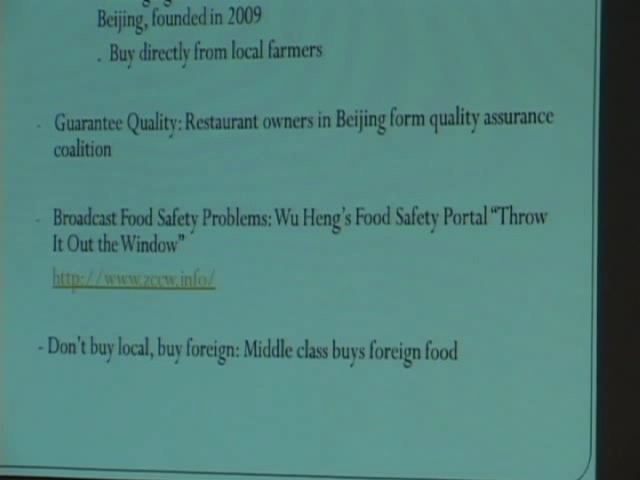 Beijing, founded in 2009
. Buy directly from local farmers
- Guarantee Quality: Restaurant owners in Beijing form quality assurance
coalition
- Broadcast Food Safety Problems: Wu Heng's Food Safety Portal "Throw
It Out the Window"
http://www.zccw.info/
- Don't buy local, buy foreign: Middle class buys foreign food